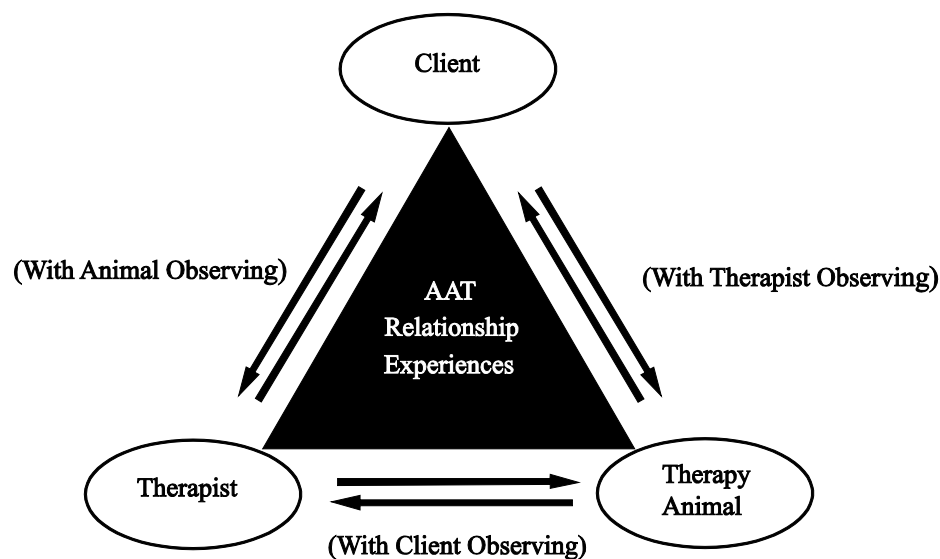 Client
(With Animal Observing)
(With Therapist Observing)
AAT
Relationship
Experiences
Therapist
Therapy
Animal
(With Client Observing)